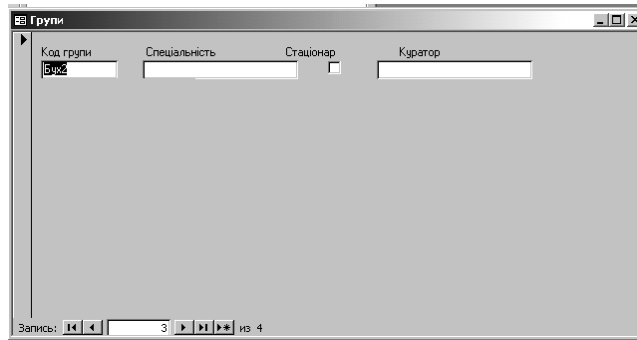 Групи
Код групи Спеціальність Стаціонар Куратор
Бух2
Запись: 3 из 4